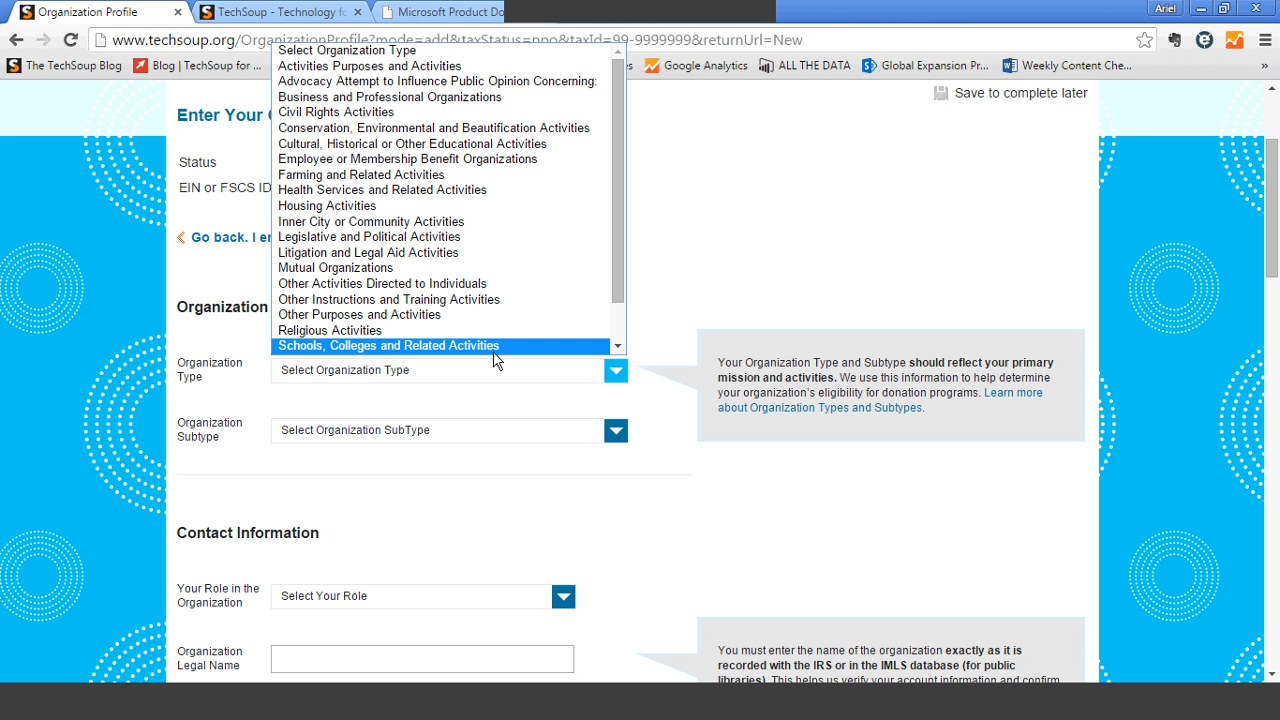 Organization Profile
TechSoup - Technology fo
Microsoft Product Do
Ariel
www.techsoup.org/OrganizationProfile?mode=add&taxStatus=npo&taxId=99-9999999&returnUrl=New
The TechSoup Blog
Blog | TechSoup for ...
Google Analytics
ALL THE DATA
Global Expansion Pr...
Weekly Content Che...
»
Save to complete later
Enter Your
Status
EIN or FSCS ID
Go back. I e
Select Organization Type
Activities Purposes and Activities
Advocacy Attempt to Influence Public Opinion Concerning:
Business and Professional Organizations
Civil Rights Activities
Conservation, Environmental and Beautification Activities
Cultural, Historical or Other Educational Activities
Employee or Membership Benefit Organizations
Farming and Related Activities
Health Services and Related Activities
Housing Activities
Inner City or Community Activities
Legislative and Political Activities
Litigation and Legal Aid Activities
Mutual Organizations
Other Activities Directed to Individuals
Other Instructions and Training Activities
Other Purposes and Activities
Religious Activities
Schools, Colleges and Related Activities
Organization
Organization
Type
Select Organization Type
Your Organization Type and Subtype should reflect your primary
mission and activities. We use this information to help determine
your organization's eligibility for donation programs. Learn more
about Organization Types and Subtypes.
Organization
Subtype
Select Organization SubType
Contact Information
Your Role in the
Organization
Select Your Role
Organization
Legal Name
You must enter the name of the organization exactly as it is
recorded with the IRS or in the IMLS database (for public
libraries). This helps us verify your account information and confirm